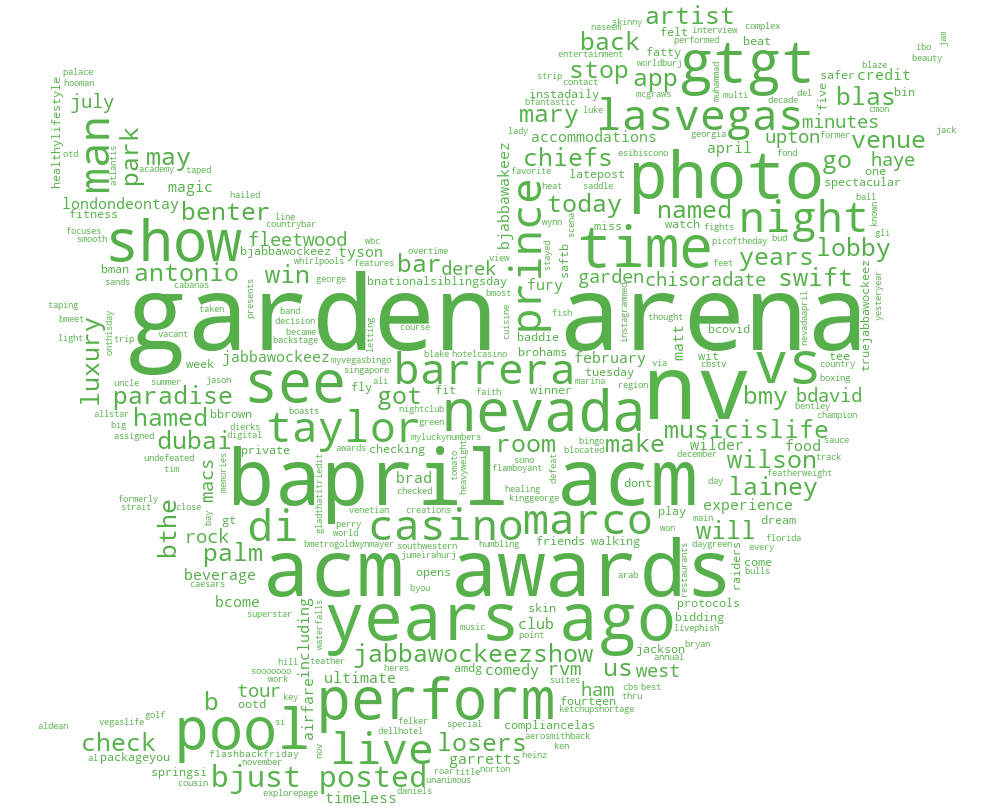 artist
skinny
naseem
interview
complex
jam
back
felt
performed
beat
gtgt
ibo
beauty
entertainment
fatty
worldburj
palace
hooman
strip
stop
contact
app
muhammad
multi
safer
credit
blaze
july
instadaily
mcgraws
decade
del
five
blas
bin
healthylifestyle
man
park
bfantastic
luke
mary
lasvegas
cmon
minutes
otd
atlantis
may
lady
accommodations
georgia
upton
former
venue
jack
academy
taped
favorite
chiefs
esibiscono
april
fond
go
haye
magic
hailed
bjabbawakeez
heat
latepost
saddle
photo
one
spectacular
londondeontay
benter
line
prince
today
named
night
ball
fitness
countrybar
wynn
scena
miss
watch
fights
known
focuses
smooth
show
fleetwood
wbc
overtime
view
stayed
saftb
time
picoftheday
bud
gli
lobby
bman
bjabbawockeez
tyson
bar
derek
feet
years
truejabbawockeez
sands
antonio
whirlpools
features
win
bnationalsiblingsday
garden
chisoradate
swift
yesteryear
cabanas
george
bmost
fury
taping
presents
garden arena
instagrammed
thought
nevadaapril
bmeet
onthisday
taken
band
decision
letting
cuisine
fish
bcovid
light
trip
vacant
became
backstage
course
baddie
brohams
matt
luxury
week
jabbawockeez
myvegasbingo
blake
hotelcasino
february
via
wit
tee
country
uncle
summer
jason
see
singapore
barrera
tuesday
cbstv
vs
boxing
paradise
fly
ali
got
fit
faith
winner
marina
region
nv
bmy
bdavid
bentley
allstar
hamed
bbrown
boasts
nightclub
nevada
champion
big
dierks
taylor
green
musicislife
assigned
digital
myluckynumbers
bingo
sauce
undefeated
dubai
private
awards
checking
room
blocated
make
wilder
food
track
tim
macs
memories
bapril acm
gladthatitriedit
venetian
brad
checked
tomato
heavyweight
sono
flamboyant
defeat
december
wilson
featherweight
dont
day
lainey
formerly
strait
close
healing
kinggeorge
experience
bay
gt
di
perry
world
creations
casino
marco
play
main
dream
bthe
rock
southwestern
humbling
friends
walking
won
will
florida
palm
bmetrogoldwynmayer
jumeirahurj
daygreen
every
beverage
acm awards
opens
arab
restaurants
raiders
come
bulls
caesars
byou
bcome
skin
protocols
superstar
waterfalls
years ago
music
club
point
bidding
livephish
including
jabbawockeezshow
jackson
bryan
hill
teather
heres
amdg
comedy
rvm
us
west
annual
sooooooo
work
ultimate
suites
cbs
best
b
tour
key
airfare
perform
ham
thru
ootd
fourteen
ketchupshortage
aldean
vegaslife
golf
pool
si
felker
special
compliancelas
dellhotel
aerosmithback
check
flashbackfriday
nov
live
losers
ken
al
packageyou
november
garretts
heinz
springsi
bjust posted
roar
title
norton
cousin
unanimous
explorepage
timeless
daniels